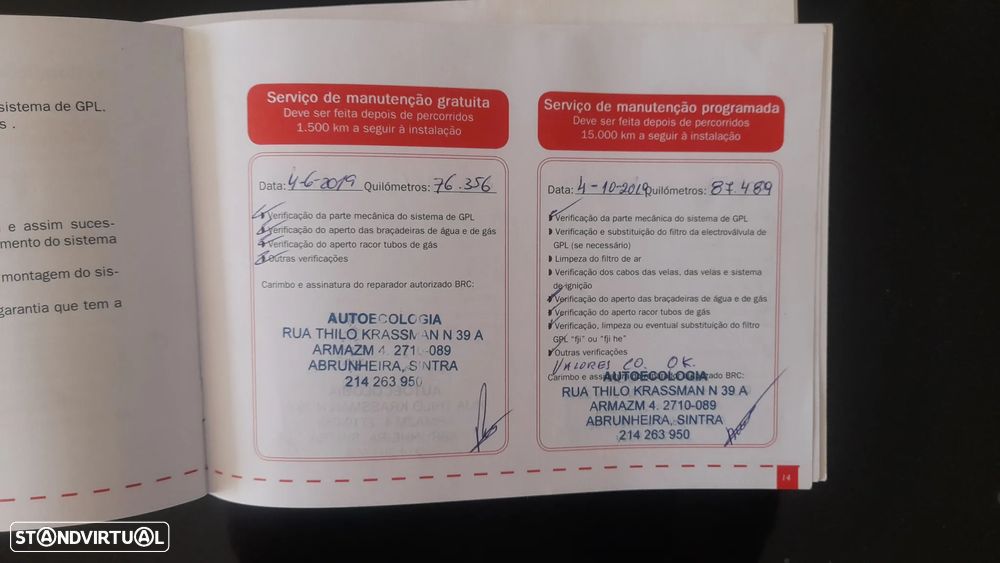 sistema de GPL.
s .
e assim suces-
mento do sistema
montagem do sis-
garantia que tem a
Serviço de manutenção gratuita
Deve ser feita depois de percorridos
1.500 km a seguir à instalação
Data: 4-6-2019 Quilómetros: 76.356
Verificação da parte mecânica do sistema de GPL
Verificação do aperto das braçadeiras de água e de gás
Verificação do aperto racor tubos de gás
Outras verificações
Carimbo e assinatura do reparador autorizado BRC:
AUTOECOLOGIA
RUA THILO KRASSMAN N 39 A
ARMAZM 4. 2710-089
ABRUNHEIRA, SINTRA
214 263 950
Serviço de manutenção programada
Deve ser feita depois de percorridos
15.000 km a seguir à instalação
Data: 4-10-2019 Quilómetros: 87.489
Verificação da parte mecânica do sistema de GPL
Verificação e substituição do filtro da electroválvula de
GPL (se necessário)
Limpeza do filtro de ar
Verificação dos cabos das velas, das velas e sistema
de ignição
Verificação do aperto das braçadeiras de água e de gás
Verificação do aperto racor tubos de gás
Verificação, limpeza ou eventual substituição do filtro
GPL "fji" ou "fji he"
Outras verificações
VALORES CO. OK.
Carimbo e assinatura do reparador autorizado BRC:
AUTOECOLOGIA
RUA THILO KRASSMAN N 39 A
ARMAZM 4. 2710-089
ABRUNHEIRA, SINTRA
214 263 950
14
STANDVIRTUAL